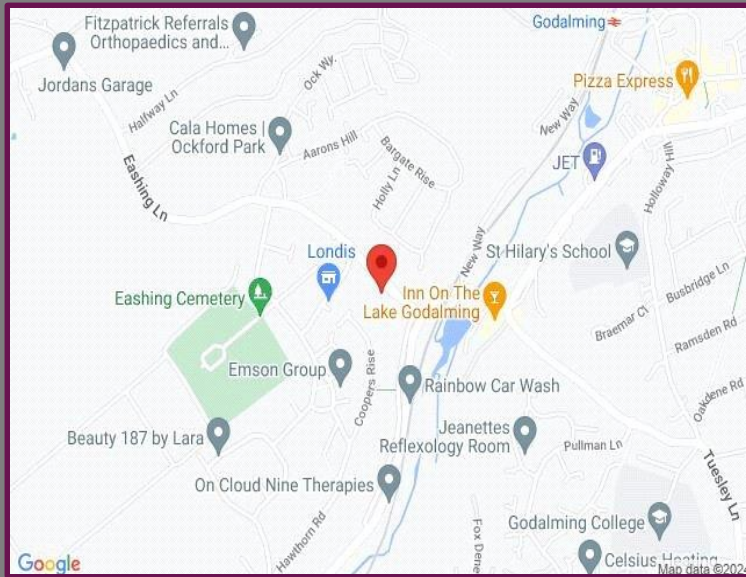 Fitzpatrick Referrals
Orthopaedics and...
Godalming
Jordans Garage
Ock Wy.
Pizza Express
Halfway Ln
New Way
Cala Homes |
Ockford Park
Aarons Hill
Bargate Rise
JET
Holloway Hill
Eashing Ln
Holly Ln
New Way
St Hilary's School
Londis
Busbridge Ln
Eashing Cemetery
Inn On The
Lake Godalming
Braemar Cl
Ramsden Rd
Emson Group
Coopers Rise
Rainbow Car Wash
Oakdene Rd
Beauty 187 by Lara
Jeanettes
Reflexology Room
Pullman Ln
Tuesley Ln
On Cloud Nine Therapies
Hawthorn Rd
Fox Dene
Godalming College
Google
Celsius Heating
Map data ©2024